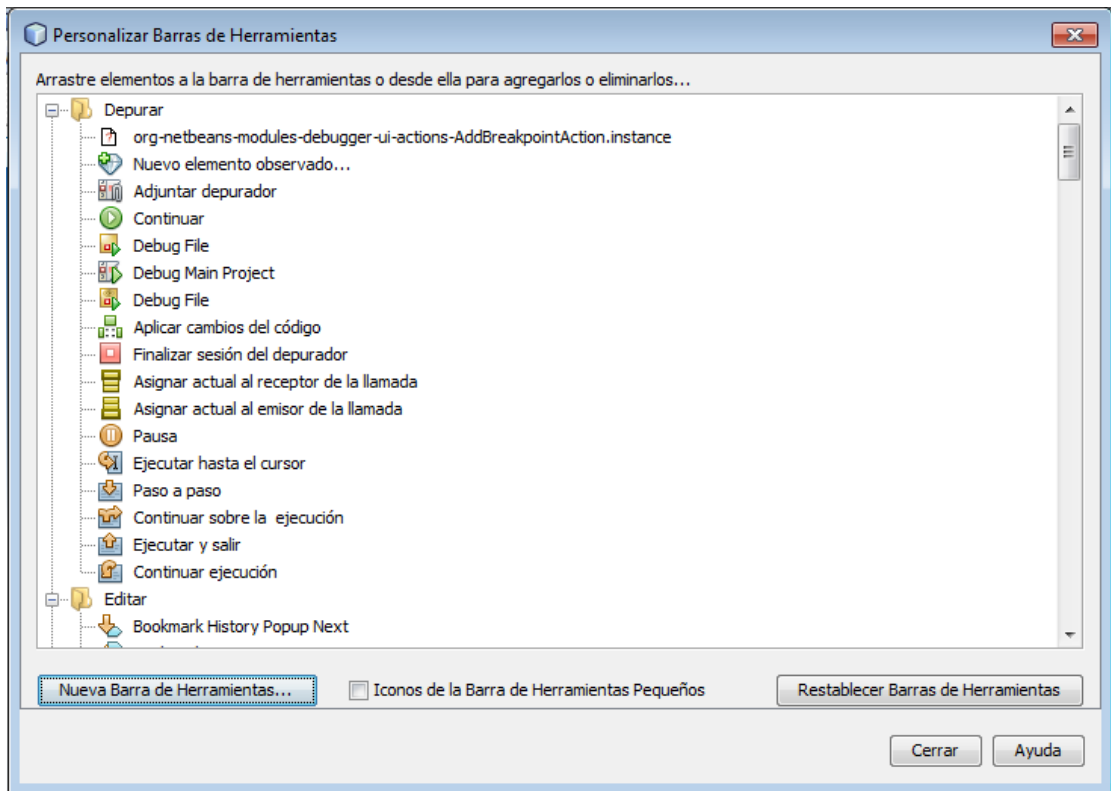 Personalizar Barras de Herramientas
Arrastre elementos a la barra de herramientas o desde ella para agregarlos o eliminarlos...
Depurar
org-netbeans-modules-debugger-ui-actions-AddBreakpointAction.instance
Nuevo elemento observado...
Adjuntar depurador
Continuar
Debug File
Debug Main Project
Debug File
Aplicar cambios del código
Finalizar sesión del depurador
Asignar actual al receptor de la llamada
Asignar actual al emisor de la llamada
Pausa
Ejecutar hasta el cursor
Paso a paso
Continuar sobre la  ejecución
Ejecutar y salir
Continuar ejecución
Editar
Bookmark History Popup Next
Nueva Barra de Herramientas... Iconos de la Barra de Herramientas Pequeños Restablecer Barras de Herramientas
Cerrar Ayuda